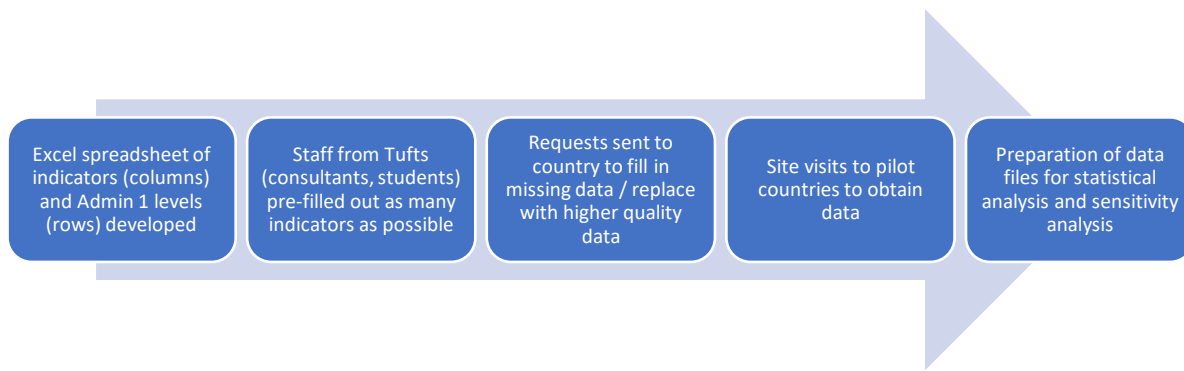 Excel spreadsheet of
indicators (columns)
and Admin 1 levels
(rows) developed
Staff from Tufts
(consultants, students)
pre-filled out as many
indicators as possible
Requests sent to
country to fill in
missing data / replace
with higher quality
data
Site visits to pilot
countries to obtain
data
Preparation of data
files for statistical
analysis and sensitivity
analysis